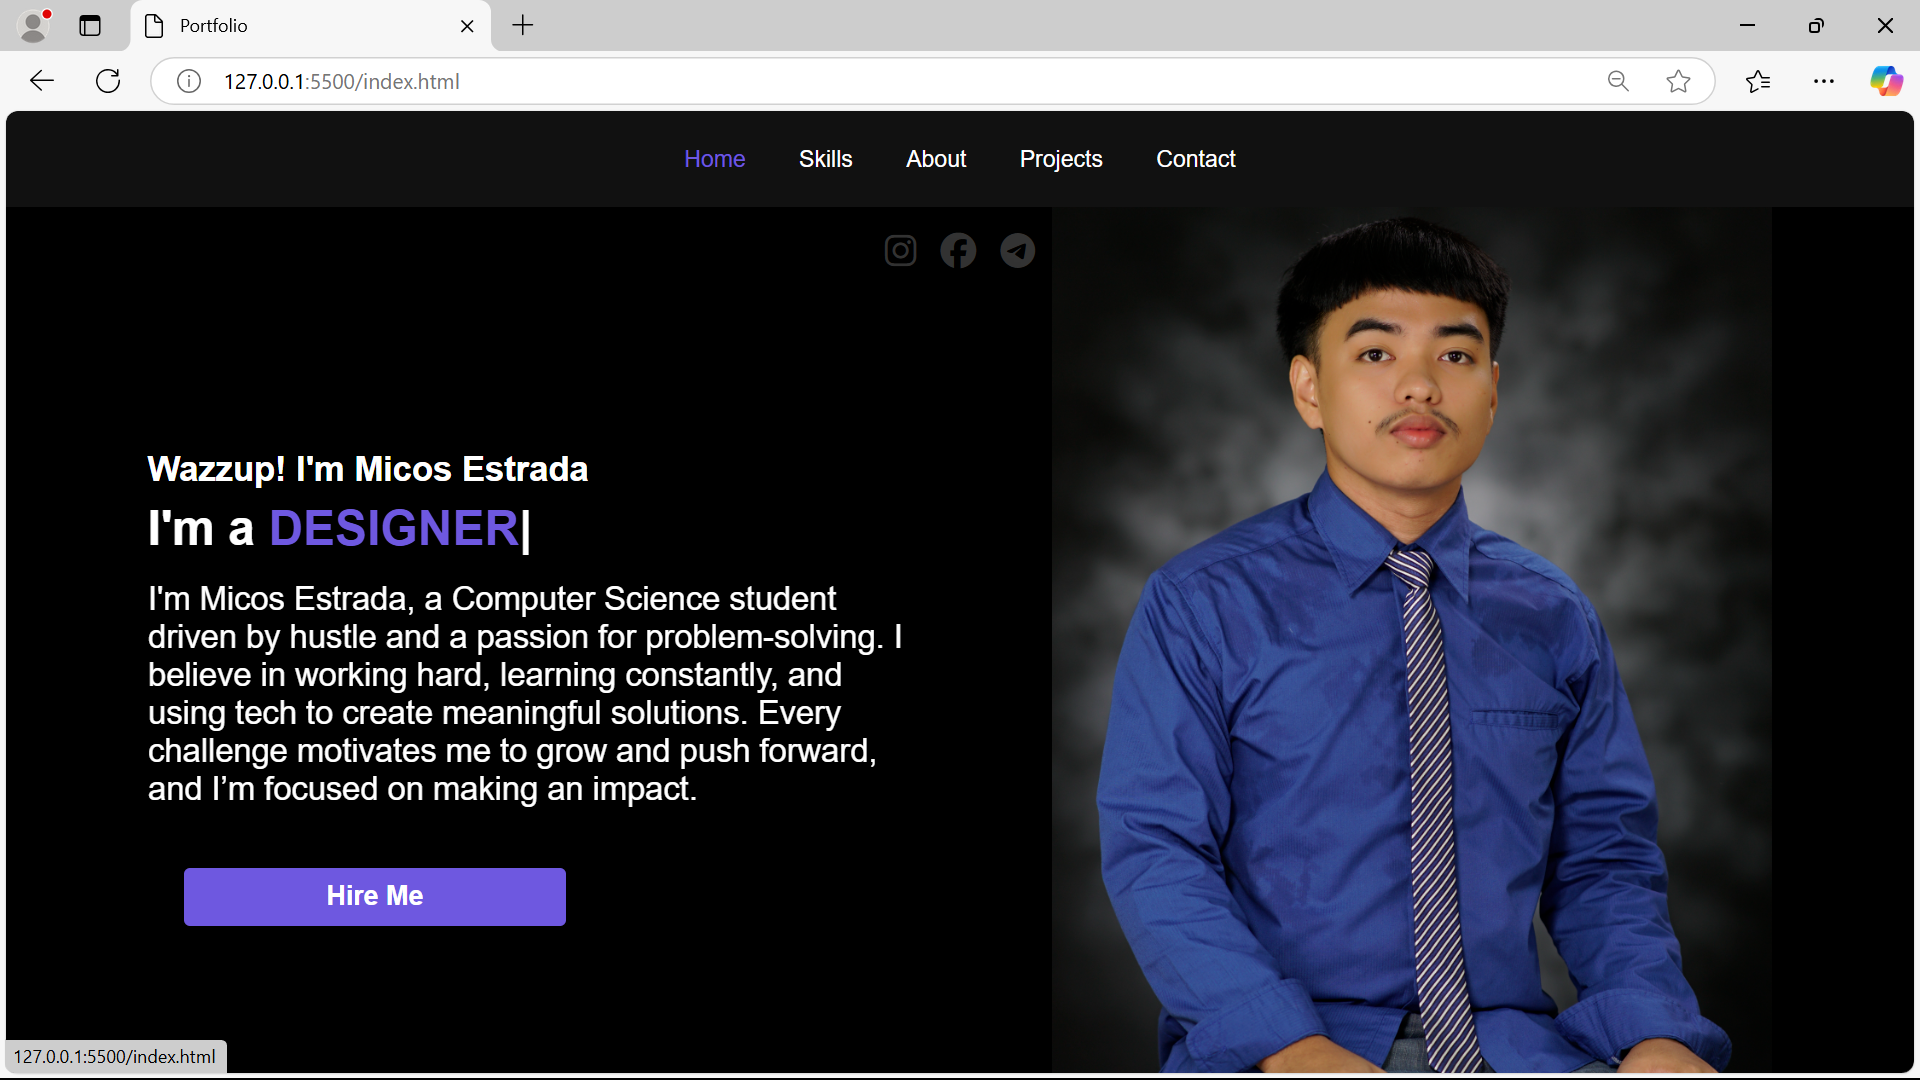 Portfolio
127.0.0.1:5500/index.html
Home Skills About Projects Contact
Wazzup! I'm Micos Estrada
I'm a DESIGNER|
I'm Micos Estrada, a Computer Science student
driven by hustle and a passion for problem-solving. I
believe in working hard, learning constantly, and
using tech to create meaningful solutions. Every
challenge motivates me to grow and push forward,
and I’m focused on making an impact.
Hire Me
127.0.0.1:5500/index.html